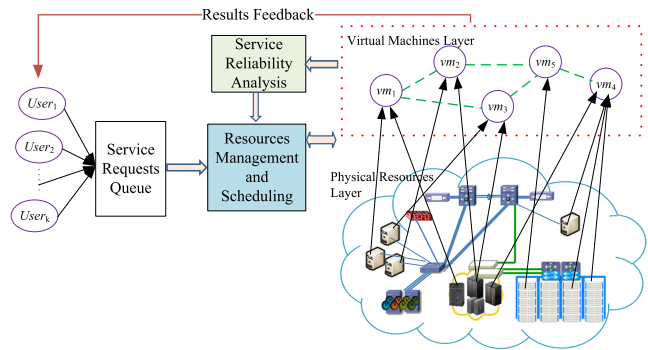 Results Feedback
Virtual Machines Layer
Service
Reliability
Analysis
vm2
vm5
vm1
vm4
vm3
User1
User2
Userk
Service
Requests
Queue
Resources
Management
and
Scheduling
Physical Resources
Layer